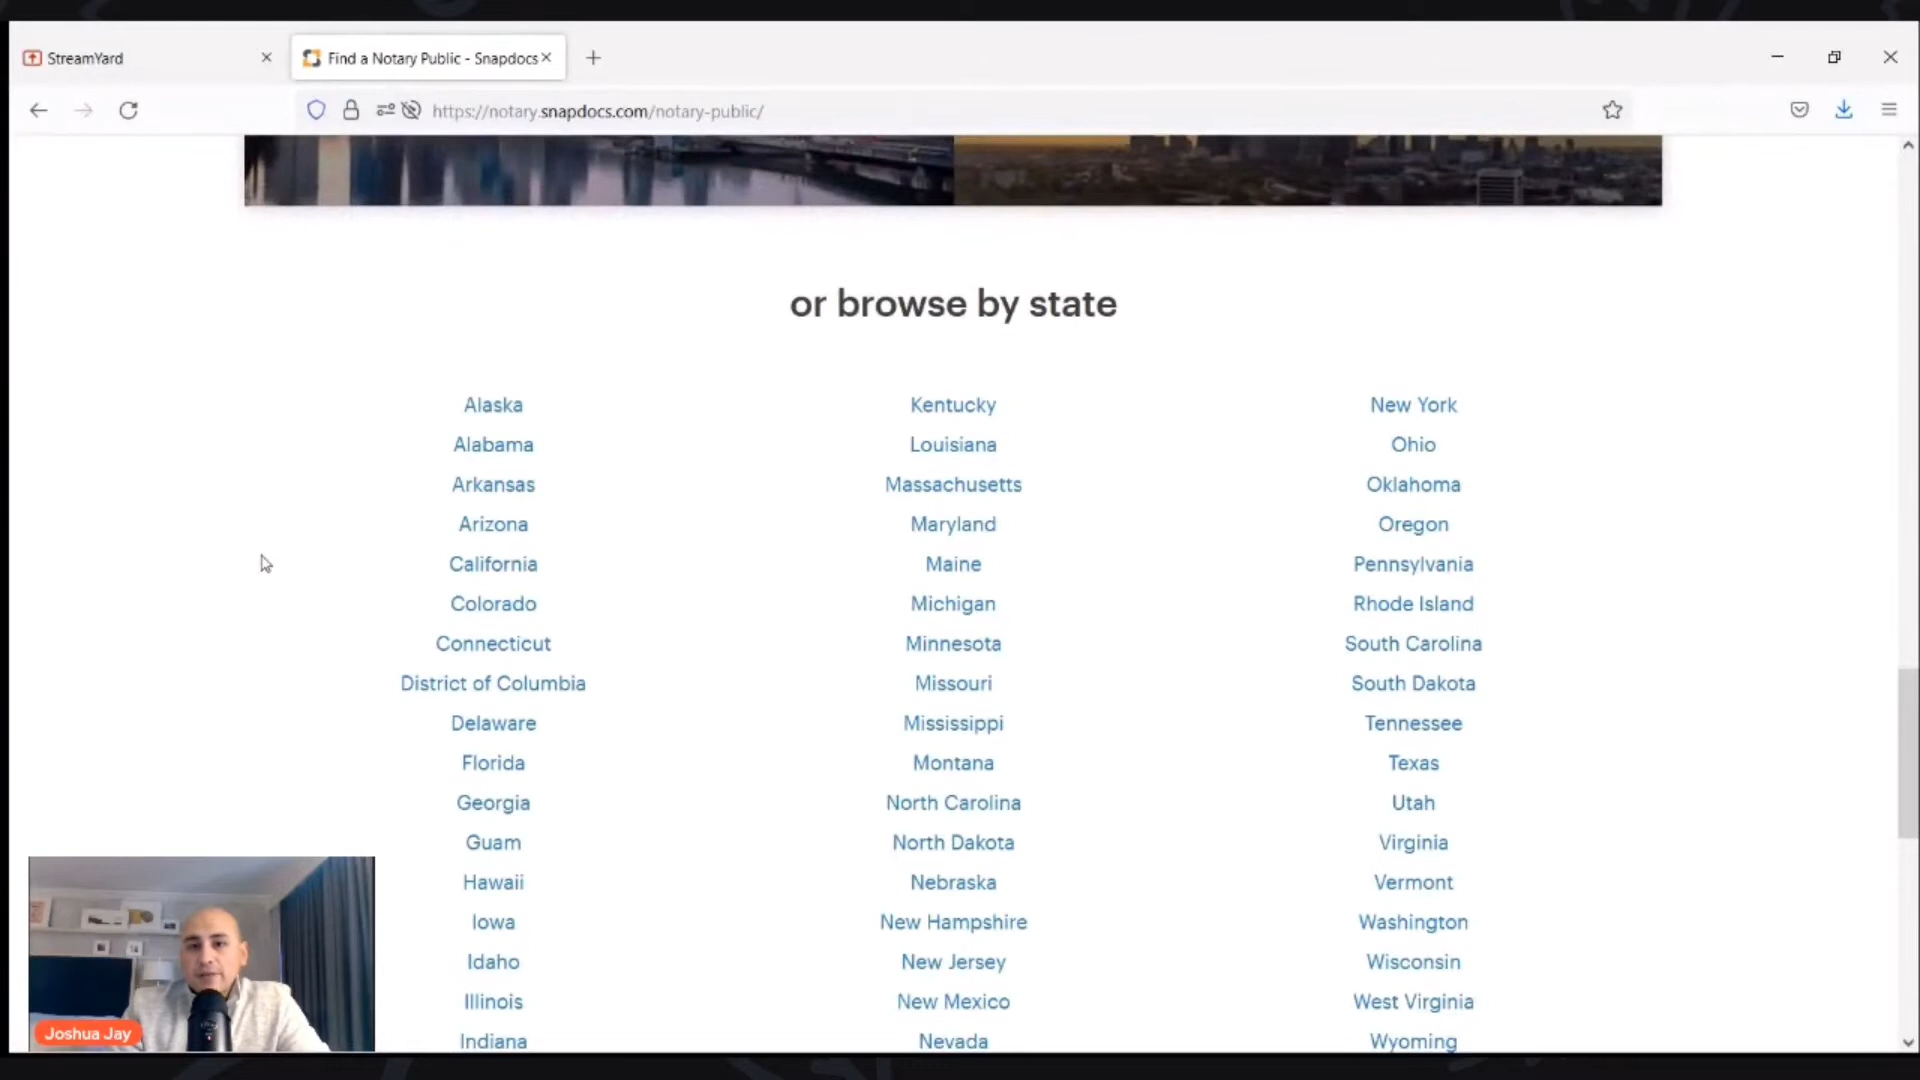 StreamYard
Find a Notary Public - Snapdocs
https://notary.snapdocs.com/notary-public/
or browse by state
Alaska Kentucky New York
Alabama Louisiana Ohio
Arkansas Massachusetts Oklahoma
Arizona Maryland Oregon
California Maine Pennsylvania
Colorado Michigan Rhode Island
Connecticut Minnesota South Carolina
District of Columbia Missouri South Dakota
Delaware Mississippi Tennessee
Florida Montana Texas
Georgia North Carolina Utah
Guam North Dakota Virginia
Hawaii Nebraska Vermont
Iowa New Hampshire Washington
Idaho New Jersey Wisconsin
Illinois New Mexico West Virginia
Indiana Nevada Wyoming
Joshua Jay